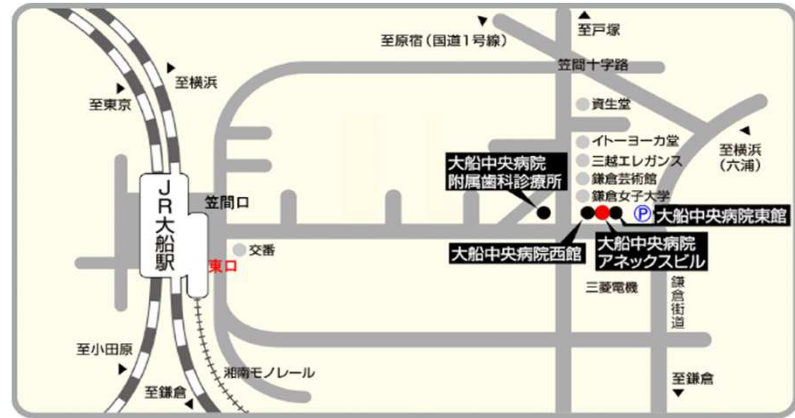 至原宿(国道1号線)
至戸塚
笠間十字路
至横浜
至東京
資生堂
イトーヨーカ堂
三越エレガンス
鎌倉芸術館
鎌倉女子大学
至横浜
(六浦)
大船中央病院
附属歯科診療所
JR大船駅
笠間口
P
大船中央病院東館
交番
東口
大船中央病院西館
大船中央病院
アネックスビル
三菱電機
鎌倉街道
至小田原
湘南モノレール
至鎌倉
至鎌倉